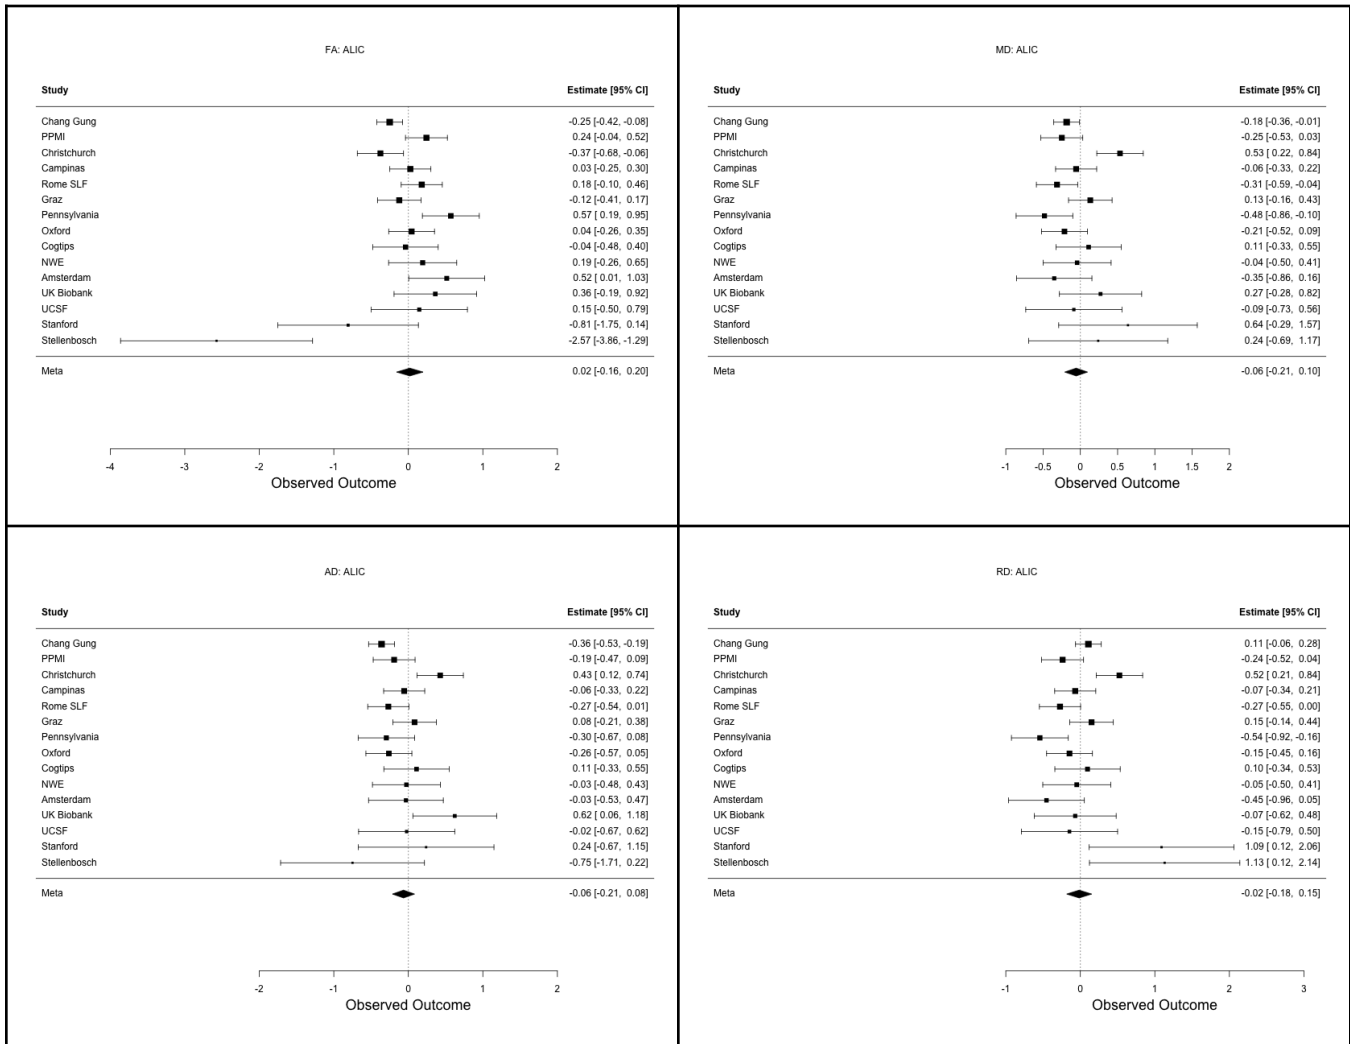 FA: ALIC
Study Estimate [95% CI]
Chang Gung -0.25 [-0.42, -0.08]
PPMI 0.24 [-0.04, 0.52]
Christchurch -0.37 [-0.68, -0.06]
Campinas 0.03 [-0.25, 0.30]
Rome SLF 0.18 [-0.10, 0.46]
Graz -0.12 [-0.41, 0.17]
Pennsylvania 0.57 [ 0.19, 0.95]
Oxford 0.04 [-0.26, 0.35]
Cogtips -0.04 [-0.48, 0.40]
NWE 0.19 [-0.26, 0.65]
Amsterdam 0.52 [ 0.01, 1.03]
UK Biobank 0.36 [-0.19, 0.92]
UCSF 0.15 [-0.50, 0.79]
Stanford -0.81 [-1.75, 0.14]
Stellenbosch -2.57 [-3.86, -1.29]
Meta 0.02 [-0.16, 0.20]
-4 -3 -2 -1 0 1 2
Observed Outcome
MD: ALIC
Study Estimate [95% CI]
Chang Gung -0.18 [-0.36, -0.01]
PPMI -0.25 [-0.53, 0.03]
Christchurch 0.53 [ 0.22, 0.84]
Campinas -0.06 [-0.33, 0.22]
Rome SLF -0.31 [-0.59, -0.04]
Graz 0.13 [-0.16, 0.43]
Pennsylvania -0.48 [-0.86, -0.10]
Oxford -0.21 [-0.52, 0.09]
Cogtips 0.11 [-0.33, 0.55]
NWE -0.04 [-0.50, 0.41]
Amsterdam -0.35 [-0.86, 0.16]
UK Biobank 0.27 [-0.28, 0.82]
UCSF -0.09 [-0.73, 0.56]
Stanford 0.64 [-0.29, 1.57]
Stellenbosch 0.24 [-0.69, 1.17]
Meta -0.06 [-0.21, 0.10]
-1 -0.5 0 0.5 1 1.5 2
Observed Outcome
AD: ALIC
Study Estimate [95% CI]
Chang Gung -0.36 [-0.53, -0.19]
PPMI -0.19 [-0.47, 0.09]
Christchurch 0.43 [ 0.12, 0.74]
Campinas -0.06 [-0.33, 0.22]
Rome SLF -0.27 [-0.54, 0.01]
Graz 0.08 [-0.21, 0.38]
Pennsylvania -0.30 [-0.67, 0.08]
Oxford -0.26 [-0.57, 0.05]
Cogtips 0.11 [-0.33, 0.55]
NWE -0.03 [-0.48, 0.43]
Amsterdam -0.03 [-0.53, 0.47]
UK Biobank 0.62 [ 0.06, 1.18]
UCSF -0.02 [-0.67, 0.62]
Stanford 0.24 [-0.67, 1.15]
Stellenbosch -0.75 [-1.71, 0.22]
Meta -0.06 [-0.21, 0.08]
-2 -1 0 1 2
Observed Outcome
RD: ALIC
Study Estimate [95% CI]
Chang Gung 0.11 [-0.06, 0.28]
PPMI -0.24 [-0.52, 0.04]
Christchurch 0.52 [ 0.21, 0.84]
Campinas -0.07 [-0.34, 0.21]
Rome SLF -0.27 [-0.55, 0.00]
Graz 0.15 [-0.14, 0.44]
Pennsylvania -0.54 [-0.92, -0.16]
Oxford -0.15 [-0.45, 0.16]
Cogtips 0.10 [-0.34, 0.53]
NWE -0.05 [-0.50, 0.41]
Amsterdam -0.45 [-0.96, 0.05]
UK Biobank -0.07 [-0.62, 0.48]
UCSF -0.15 [-0.79, 0.50]
Stanford 1.09 [ 0.12, 2.06]
Stellenbosch 1.13 [ 0.12, 2.14]
Meta -0.02 [-0.18, 0.15]
-1 0 1 2 3
Observed Outcome